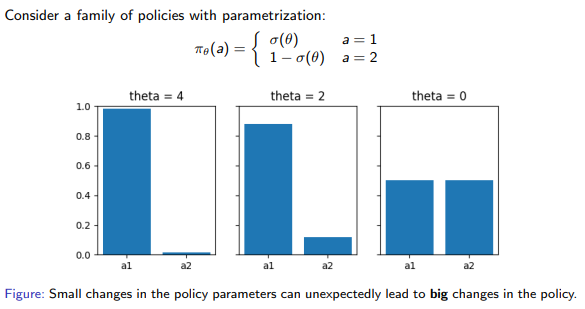 Consider a family of policies with parametrization:
πθ(a) = { σ(θ) a = 1
1 − σ(θ) a = 2
theta = 4 theta = 2 theta = 0
1.0
0.8
0.6
0.4
0.2
0.0
a1 a2 a1 a2 a1 a2
Figure: Small changes in the policy parameters can unexpectedly lead to big changes in the policy.